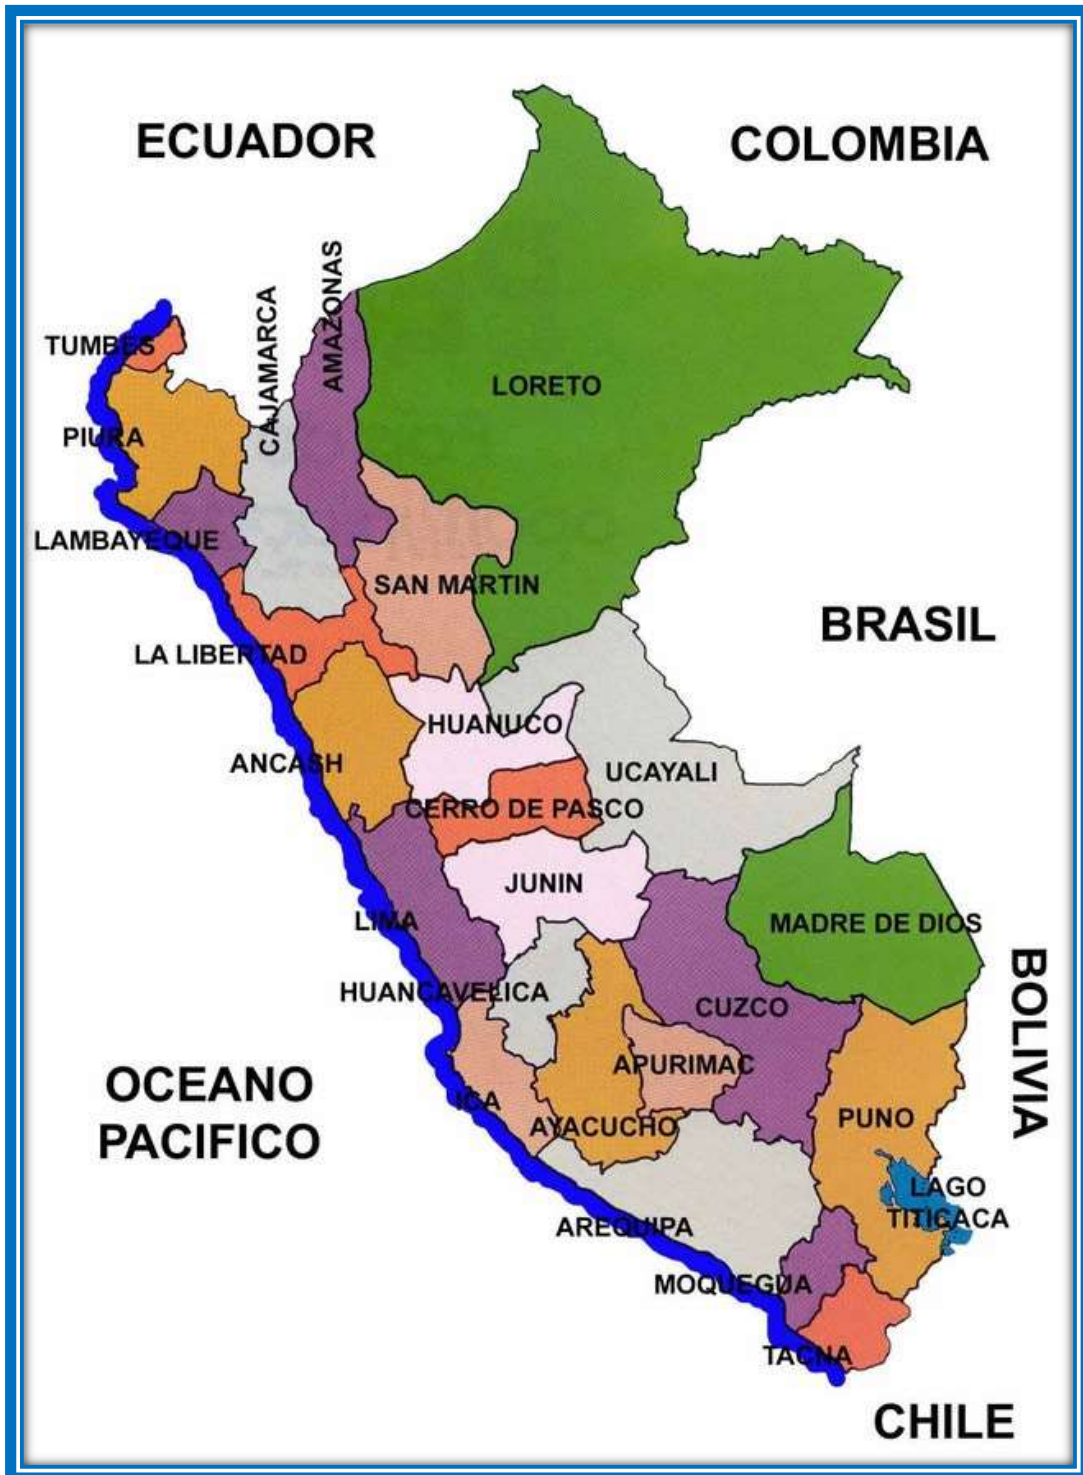 ECUADOR
COLOMBIA
AMAZONAS
CAJAMARCA
TUMBES
LORETO
PIURA
LAMBAYEQUE
SAN MARTIN
BRASIL
LA LIBERTAD
HUANUCO
ANCASH
UCAYALI
CERRO DE PASCO
JUNIN
LIMA
MADRE DE DIOS
HUANCAVELICA
CUZCO
BOLIVIA
APURIMAC
OCEANO
PACIFICO
ICA
AYACUCHO
PUNO
LAGO
TITICACA
AREQUIPA
MOQUEGUA
TACNA
CHILE